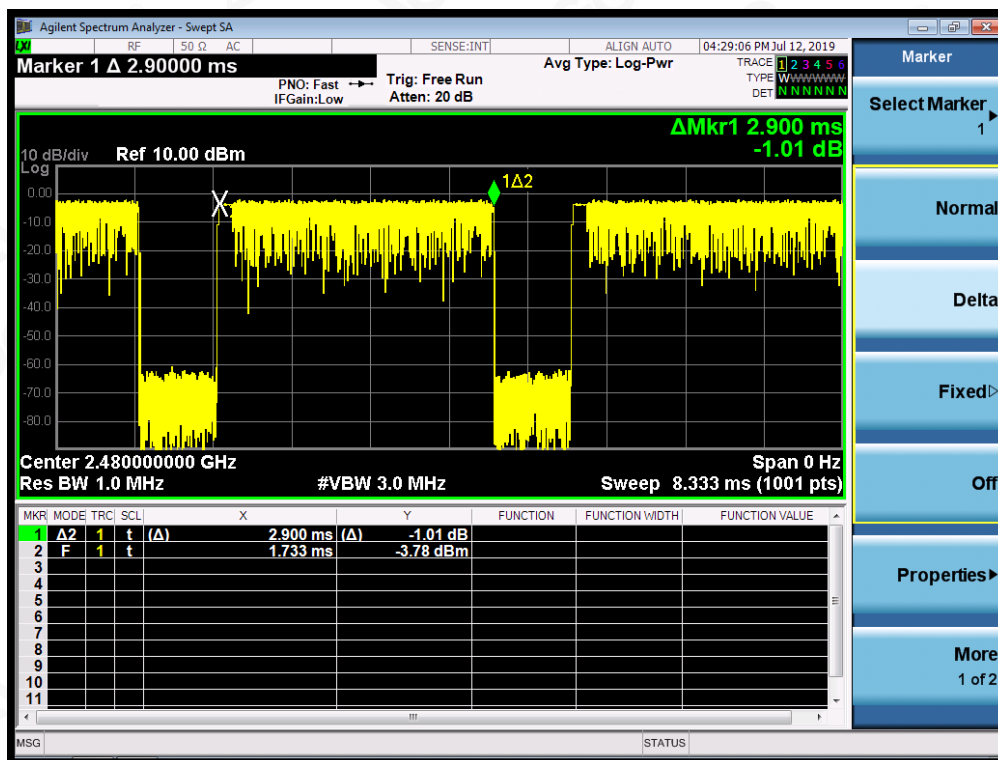 Agilent Spectrum Analyzer - Swept SA
LXI RF 50 Ω AC SENSE:INT ALIGN AUTO 04:29:06 PM Jul 12, 2019
Marker 1 Δ 2.90000 ms
PNO: Fast
IFGain:Low
Trig: Free Run
Atten: 20 dB
Avg Type: Log-Pwr
TRACE 1 2 3 4 5 6
TYPE WWWWWWW
DET N N N N N N
ΔMkr1 2.900 ms
-1.01 dB
10 dB/div Ref 10.00 dBm
Log
1Δ2
0.00
-10.0
-20.0
-30.0
-40.0
-50.0
-60.0
-70.0
-80.0
Center 2.480000000 GHz Span 0 Hz
Res BW 1.0 MHz #VBW 3.0 MHz Sweep 8.333 ms (1001 pts)
MKR MODE TRC SCL X Y FUNCTION FUNCTION WIDTH FUNCTION VALUE
1 Δ2 1 t (Δ) 2.900 ms (Δ) -1.01 dB
2 F 1 t 1.733 ms -3.78 dBm
3
4
5
6
7
8
9
10
11
MSG STATUS
Marker
Select Marker
1
Normal
Delta
Fixed
Off
Properties
More
1 of 2